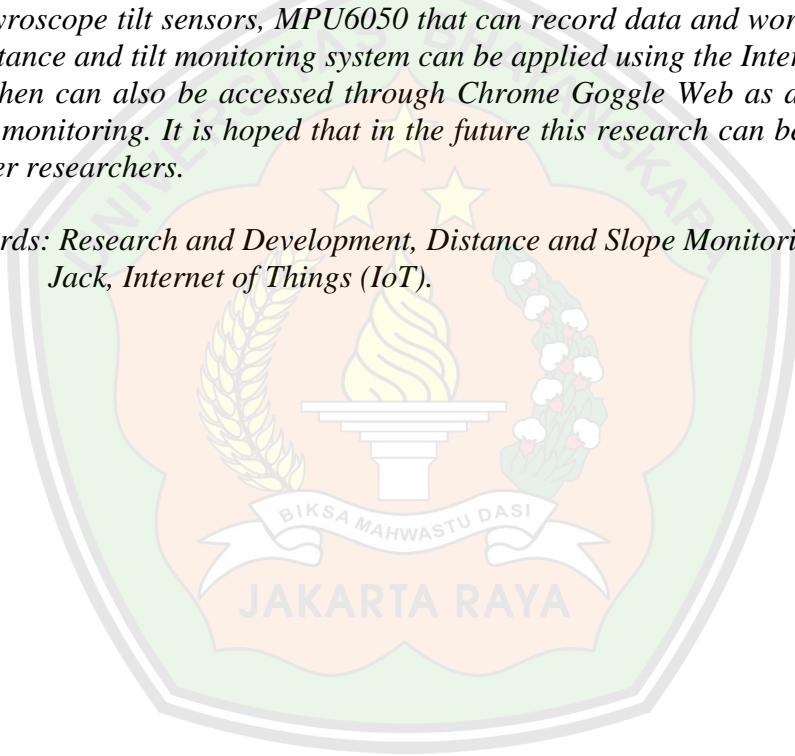 yroscope tilt sensors, MPU6050 that can record data and wor
tance and tilt monitoring system can be applied using the Inter
hen can also be accessed through Chrome Goggle Web as a
monitoring. It is hoped that in the future this research can be
er researchers.
rds: Research and Development, Distance and Slope Monitori
Jack, Internet of Things (IoT).
UNIVERSITAS BHAYANGKARA
BIKSA MAHWASTU DASI
JAKARTA RAYA